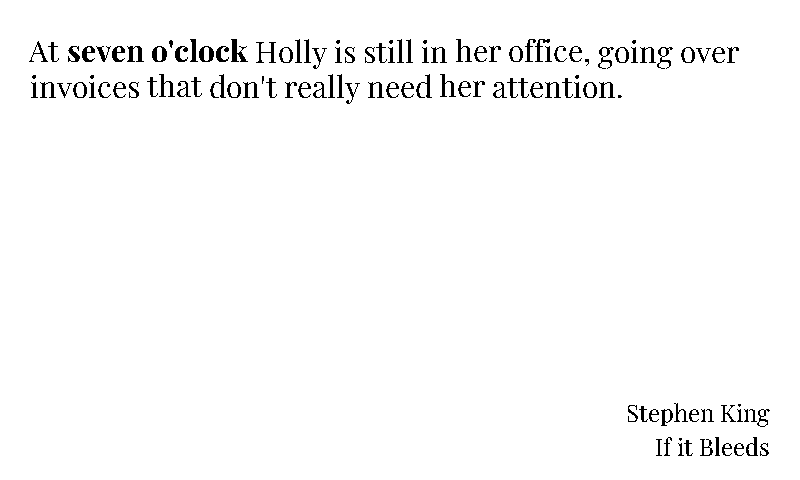 At seven o'clock Holly is still in her office, going over
invoices that don't really need her attention.
Stephen King
If it Bleeds